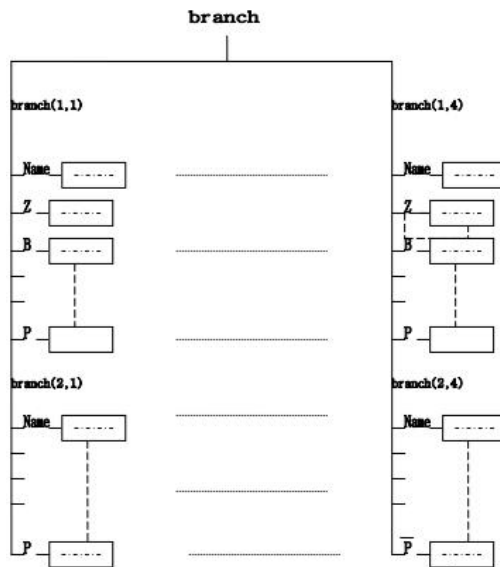 branch
branch(1,1) branch(1,4)
Name Name
Z Z
B B
P P
branch(2,1) branch(2,4)
Name Name
P P